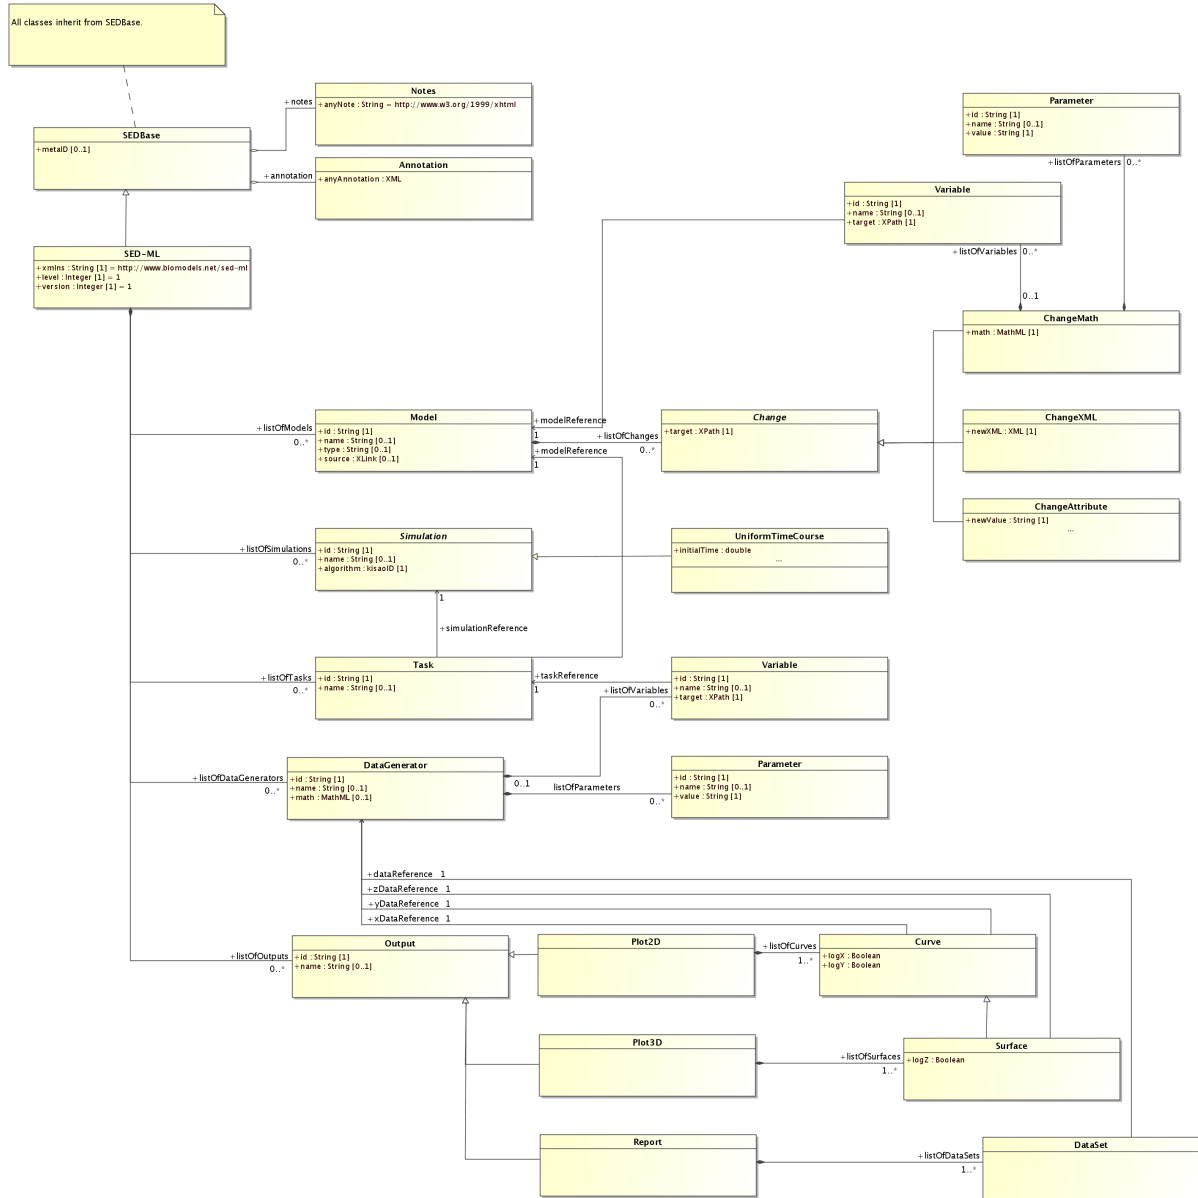 All classes inherit from SEDBase.
Notes
+notes
+anyNote : String = http://www.w3.org/1999/xhtml
Parameter
+id : String [1]
+name : String [0..1]
+value : String [1]
SEDBase
+metaID [0..1]
Annotation
+annotation
+anyAnnotation : XML
+listOfParameters 0..*
Variable
+id : String [1]
+name : String [0..1]
+target : XPath [1]
+listOfVariables 0..*
0..1
SED-ML
+xmlns : String [1] = http://www.biomodels.net/sed-ml
+level : Integer [1] = 1
+version : Integer [1] = 1
ChangeMath
+math : MathML [1]
Model
+listOfModels
0..*
+id : String [1]
+name : String [0..1]
+type : String [0..1]
+source : XLink [0..1]
+modelReference
1
+listOfChanges
0..*
+modelReference
1
Change
+target : XPath [1]
ChangeXML
+newXML : XML [1]
ChangeAttribute
+newValue : String [1]
...
Simulation
+listOfSimulations
0..*
+id : String [1]
+name : String [0..1]
+algorithm : kisaoID [1]
1
+simulationReference
UniformTimeCourse
+initialTime : double
...
Task
+listOfTasks
0..*
+id : String [1]
+name : String [0..1]
+taskReference
1
+listOfVariables
0..*
Variable
+id : String [1]
+name : String [0..1]
+target : XPath [1]
DataGenerator
+listOfDataGenerators
0..*
+id : String [1]
+name : String [0..1]
+math : MathML [0..1]
0..1
listOfParameters
0..*
Parameter
+id : String [1]
+name : String [0..1]
+value : String [1]
+dataReference 1
+zDataReference 1
+yDataReference 1
+xDataReference 1
Output
+listOfOutputs
0..*
+id : String [1]
+name : String [0..1]
Plot2D
+listOfCurves
1..*
Curve
+logX : Boolean
+logY : Boolean
Plot3D
+listOfSurfaces
1..*
Surface
+logZ : Boolean
Report
+listOfDataSets
1..*
DataSet